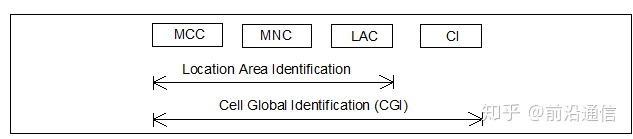 MCC MNC LAC CI
Location Area Identification
Cell Global Identification (CGI)
知乎 @前沿通信